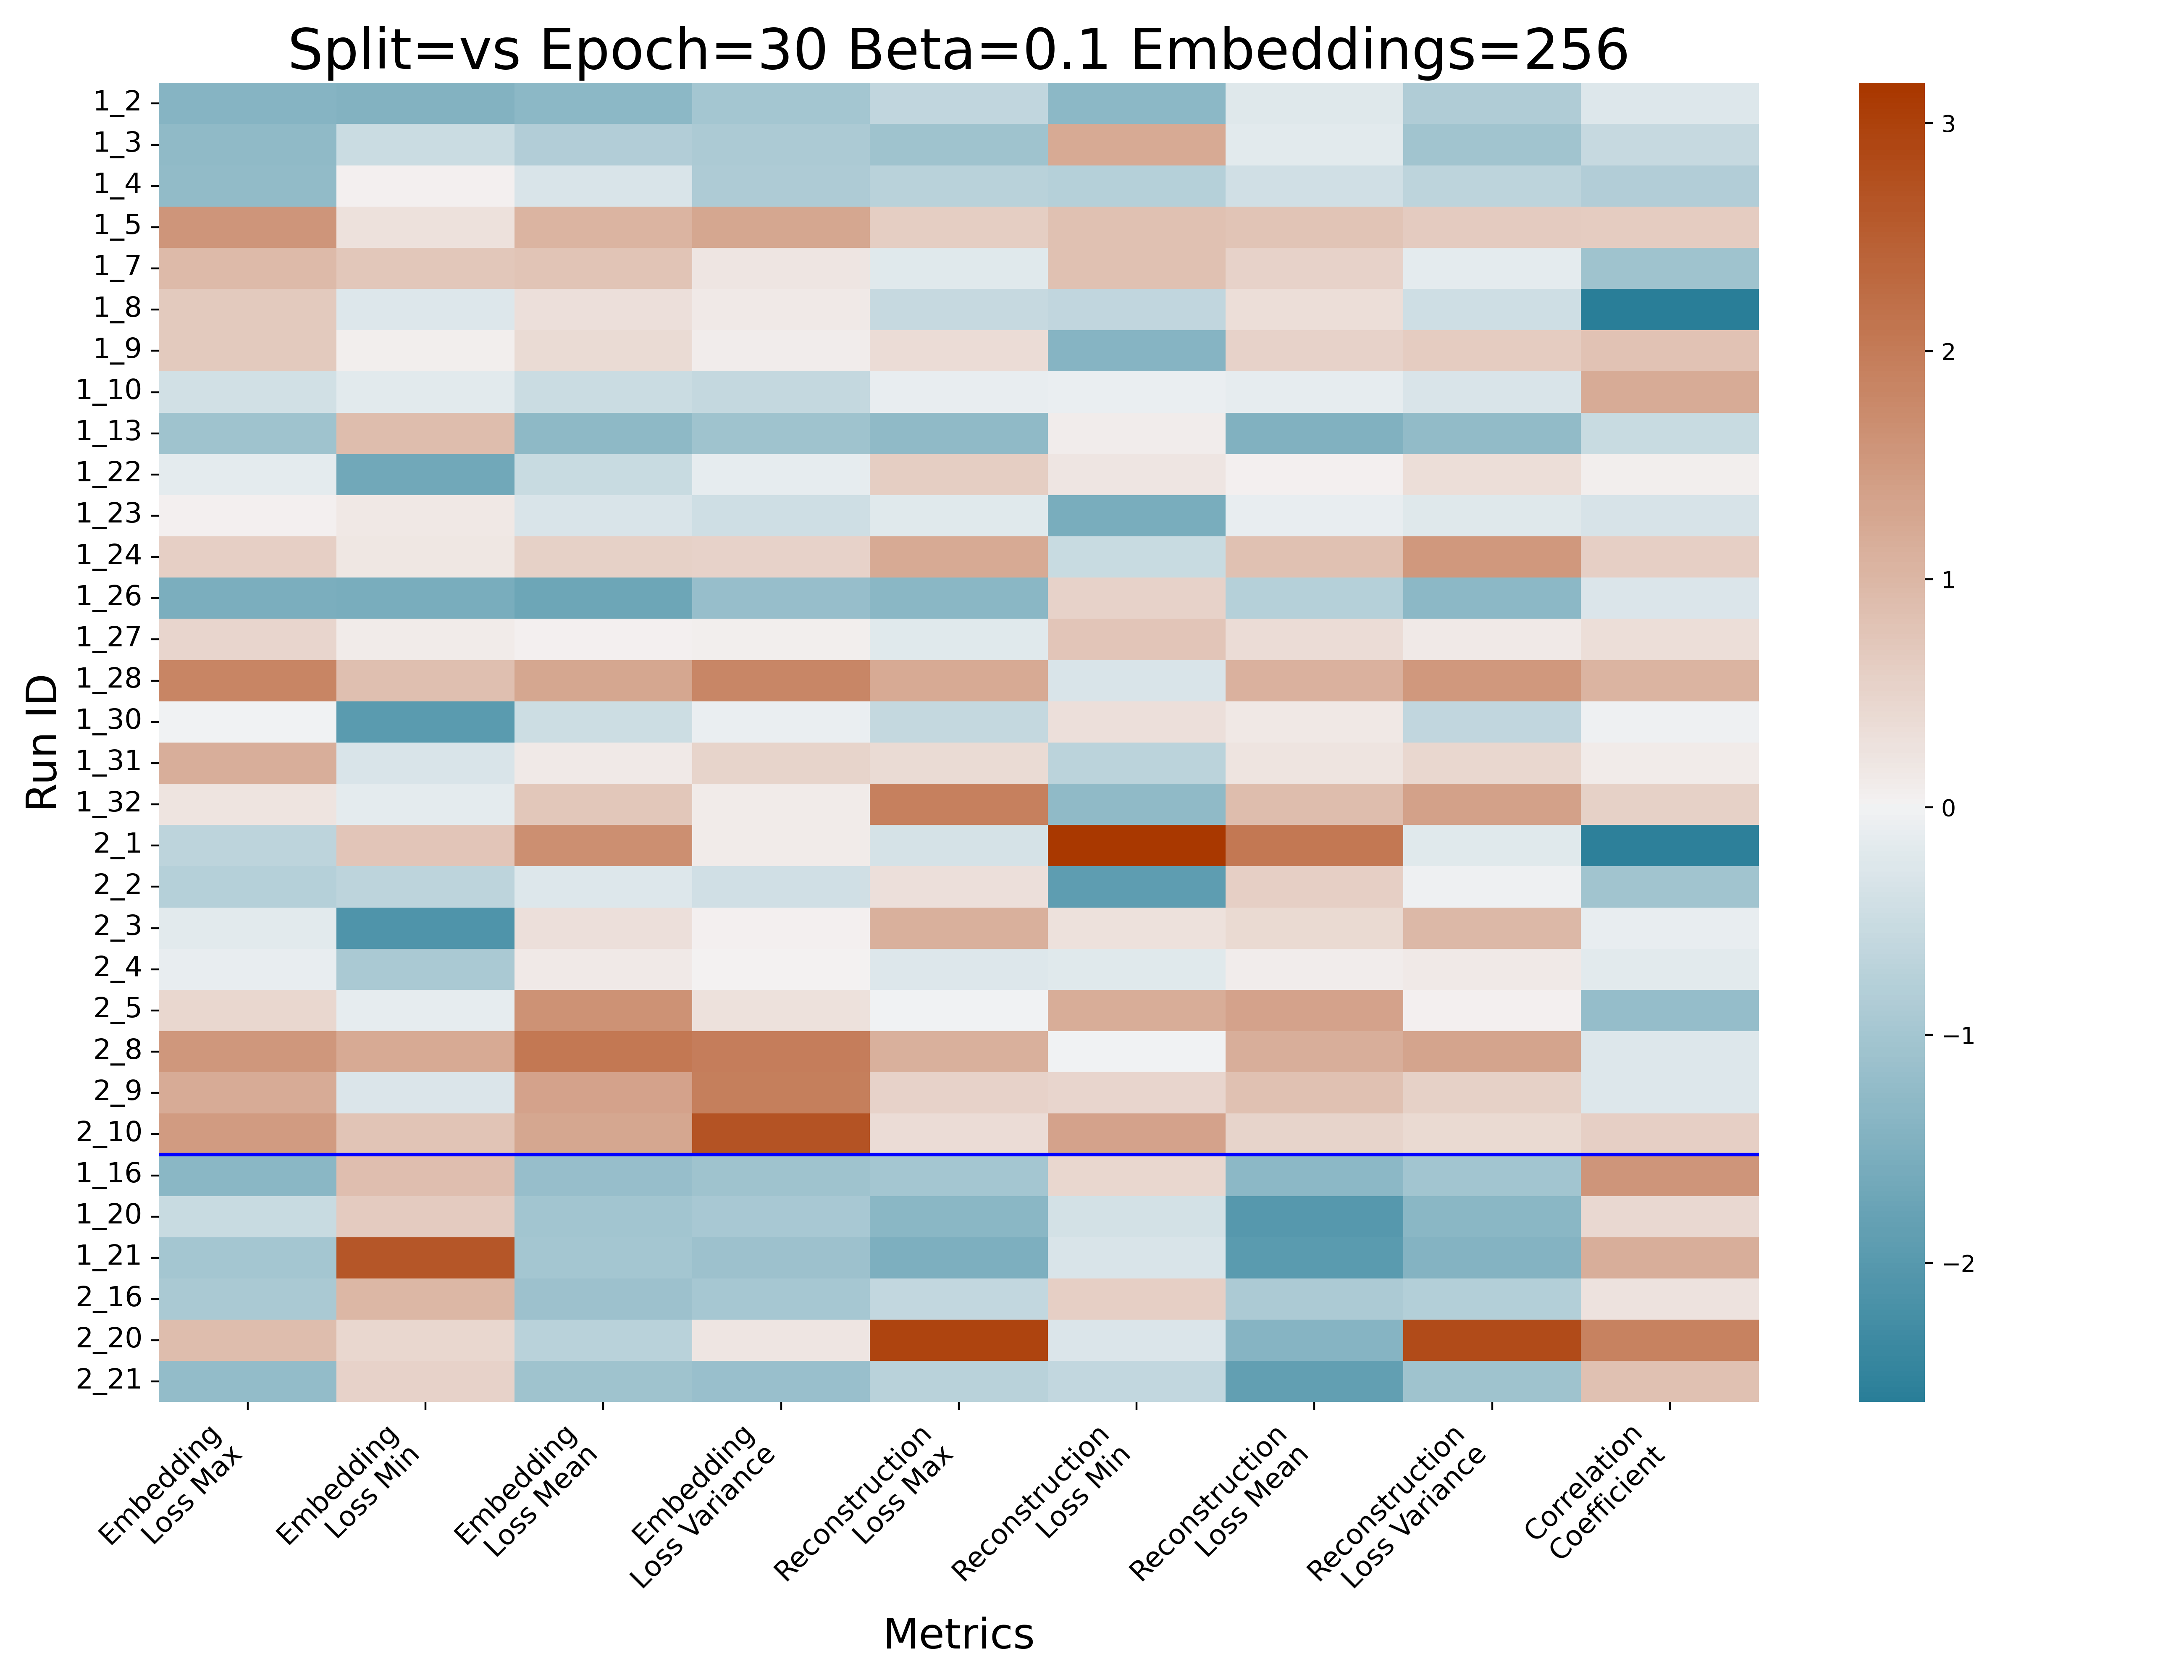 Split=vs Epoch=30 Beta=0.1 Embeddings=256
Run ID
1_2
1_3
1_4
1_5
1_7
1_8
1_9
1_10
1_13
1_22
1_23
1_24
1_26
1_27
1_28
1_30
1_31
1_32
2_1
2_2
2_3
2_4
2_5
2_8
2_9
2_10
1_16
1_20
1_21
2_16
2_20
2_21
3
2
1
0
−1
−2
Embedding
Loss Max
Embedding
Loss Min
Embedding
Loss Mean
Embedding
Loss Variance
Reconstruction
Loss Max
Reconstruction
Loss Min
Reconstruction
Loss Mean
Reconstruction
Loss Variance
Correlation
Coefficient
Metrics